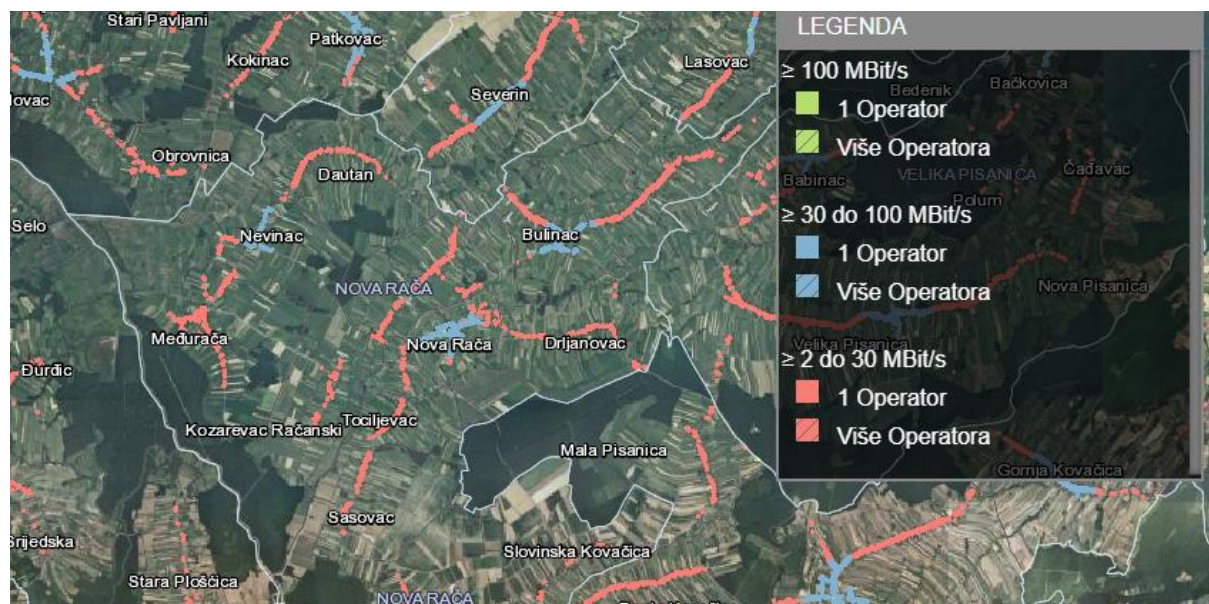 Stari Pavljani
Patkovac
Kokinac
Lasovac
lovac
Severin
Obrovnica
Dautan
Selo
Nevinac
Bulinac
NOVA RAČA
Međurača
Nova Rača
Drljanovac
Đurđic
Kozarevac Račanski
Tociljevac
Mala Pisanica
Sasovac
Srijedska
Slovinska Kovačica
Stara Ploščica
NOVA RAČA
LEGENDA
≥ 100 MBit/s
1 Operator
Više Operatora
≥ 30 do 100 MBit/s
1 Operator
Više Operatora
≥ 2 do 30 MBit/s
1 Operator
Više Operatora
Bedenik
Bačkovica
Babinac
VELIKA PISANICA
Čađavac
Polum
Nova Pisanica
Velika Pisanica
Gornja Kovačica